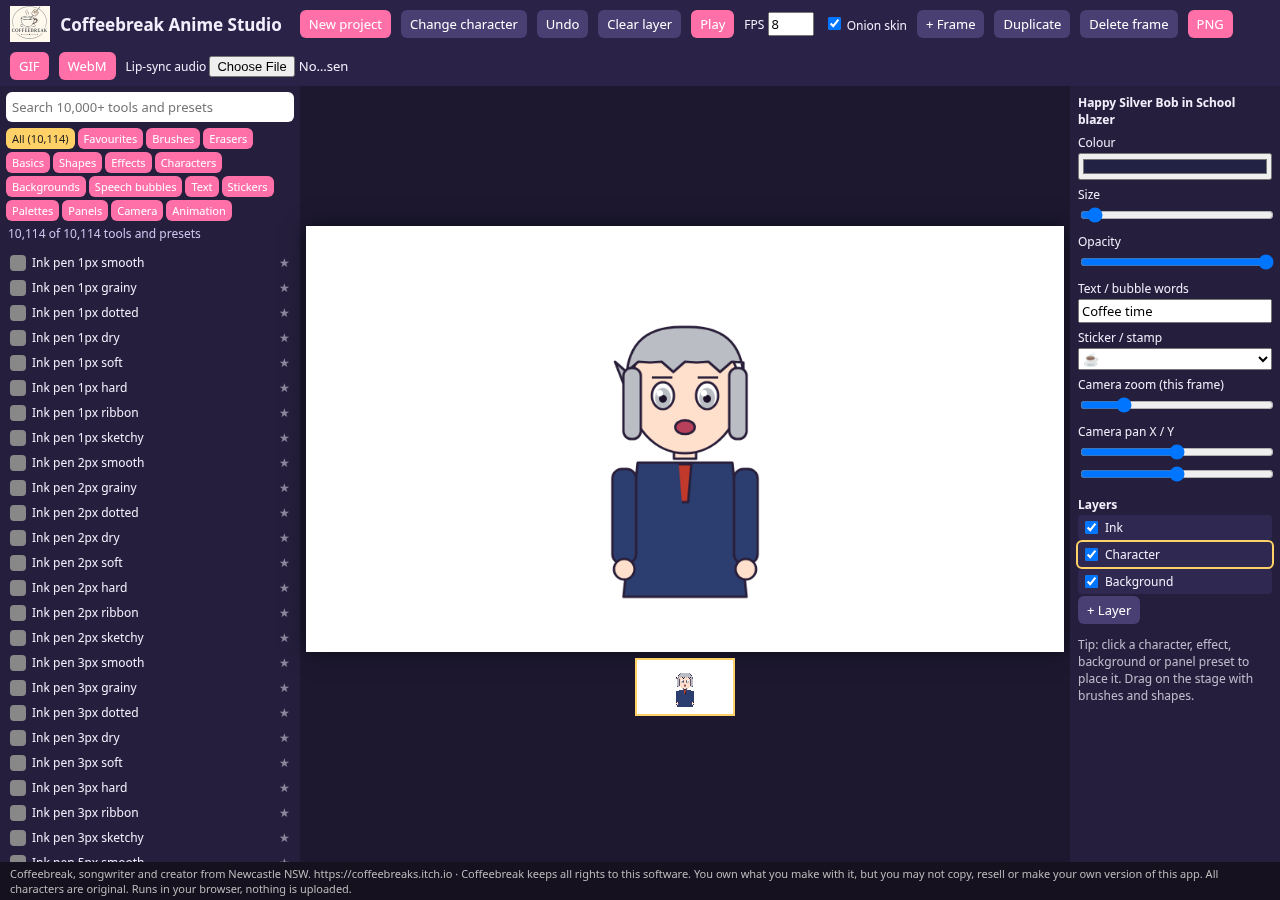 COFFEEBREAK
Coffeebreak Anime Studio
New project
Change character
Undo
Clear layer
Play
FPS
8
Onion skin
+ Frame
Duplicate
Delete frame
PNG
GIF
WebM
Lip-sync audio
Choose File
No...sen
Search 10,000+ tools and presets
All (10,114)
Favourites
Brushes
Erasers
Basics
Shapes
Effects
Characters
Backgrounds
Speech bubbles
Text
Stickers
Palettes
Panels
Camera
Animation
10,114 of 10,114 tools and presets
Ink pen 1px smooth
Ink pen 1px grainy
Ink pen 1px dotted
Ink pen 1px dry
Ink pen 1px soft
Ink pen 1px hard
Ink pen 1px ribbon
Ink pen 1px sketchy
Ink pen 2px smooth
Ink pen 2px grainy
Ink pen 2px dotted
Ink pen 2px dry
Ink pen 2px soft
Ink pen 2px hard
Ink pen 2px ribbon
Ink pen 2px sketchy
Ink pen 3px smooth
Ink pen 3px grainy
Ink pen 3px dotted
Ink pen 3px dry
Ink pen 3px soft
Ink pen 3px hard
Ink pen 3px ribbon
Ink pen 3px sketchy
Ink pen 5px smooth
Happy Silver Bob in School
blazer
Colour
Size
Opacity
Text / bubble words
Coffee time
Sticker / stamp
Camera zoom (this frame)
Camera pan X / Y
Layers
Ink
Character
Background
+ Layer
Tip: click a character, effect,
background or panel preset to
place it. Drag on the stage with
brushes and shapes.
Coffeebreak, songwriter and creator from Newcastle NSW. https://coffeebreaks.itch.io · Coffeebreak keeps all rights to this software. You own what you make with it, but you may not copy, resell or make your own version of this app. All
characters are original. Runs in your browser, nothing is uploaded.